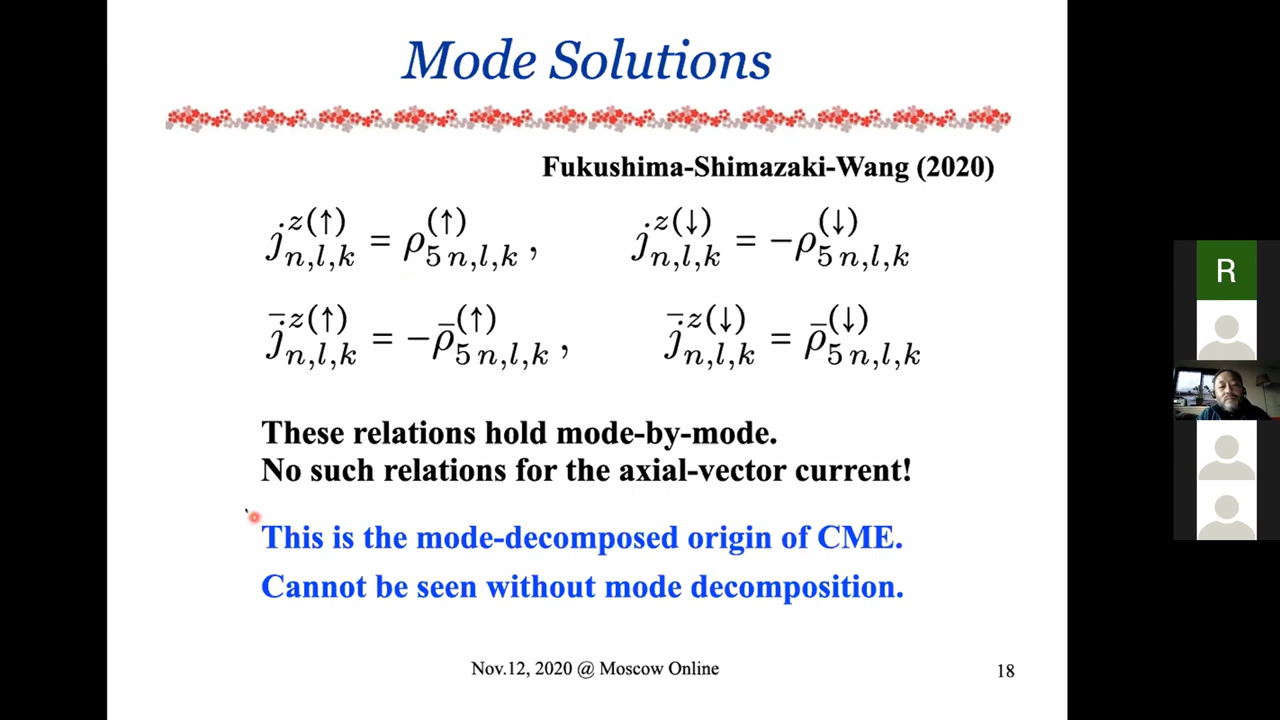 Mode Solutions
Fukushima-Shimazaki-Wang (2020)
j^{z(↑)}_{n,l,k} = ρ^{(↑)}_{5 n,l,k} , j^{z(↓)}_{n,l,k} = −ρ^{(↓)}_{5 n,l,k}
j̄^{z(↑)}_{n,l,k} = −ρ̄^{(↑)}_{5 n,l,k} , j̄^{z(↓)}_{n,l,k} = ρ̄^{(↓)}_{5 n,l,k}
These relations hold mode-by-mode.
No such relations for the axial-vector current!
This is the mode-decomposed origin of CME.
Cannot be seen without mode decomposition.
Nov.12, 2020 @ Moscow Online
18
R